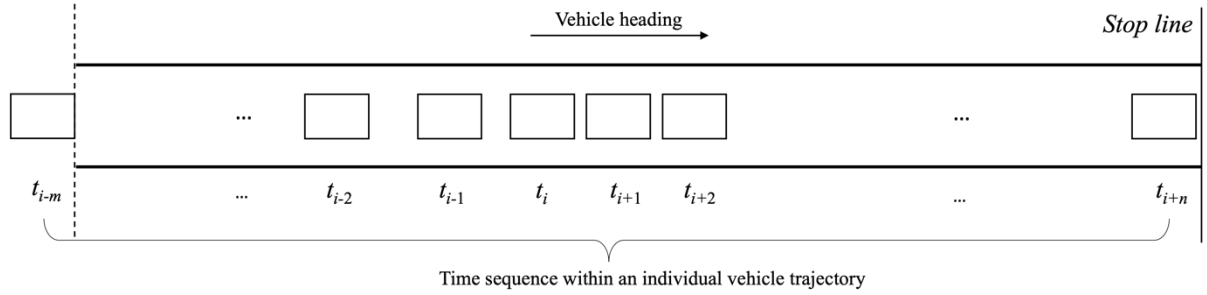 Vehicle heading
Stop line
... ...
t_{i-m} ... t_{i-2} t_{i-1} t_i t_{i+1} t_{i+2} ... t_{i+n}
Time sequence within an individual vehicle trajectory